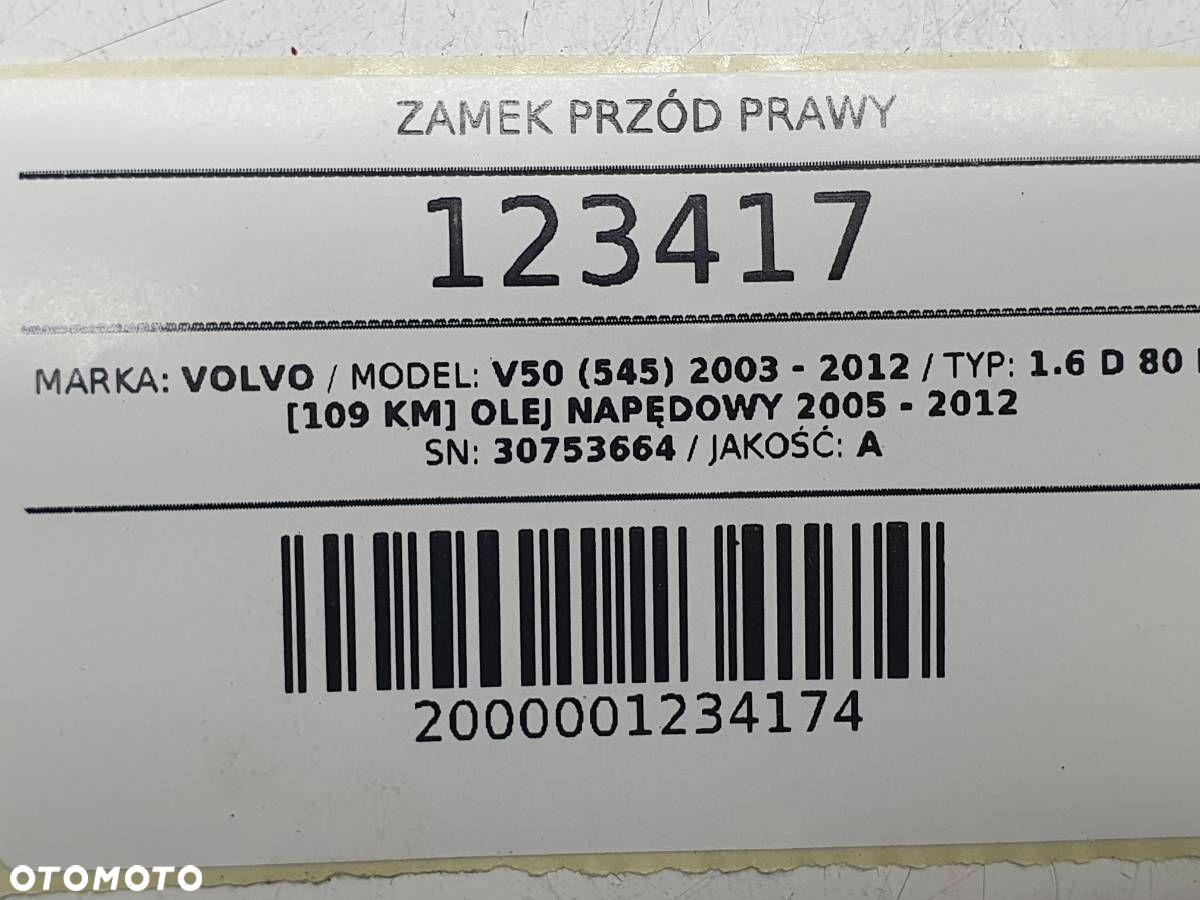 ZAMEK PRZÓD PRAWY
123417
MARKA: VOLVO / MODEL: V50 (545) 2003 - 2012 / TYP: 1.6 D 80
[109 KM] OLEJ NAPĘDOWY 2005 - 2012
SN: 30753664 / JAKOŚĆ: A
2000001234174
OTOMOTO